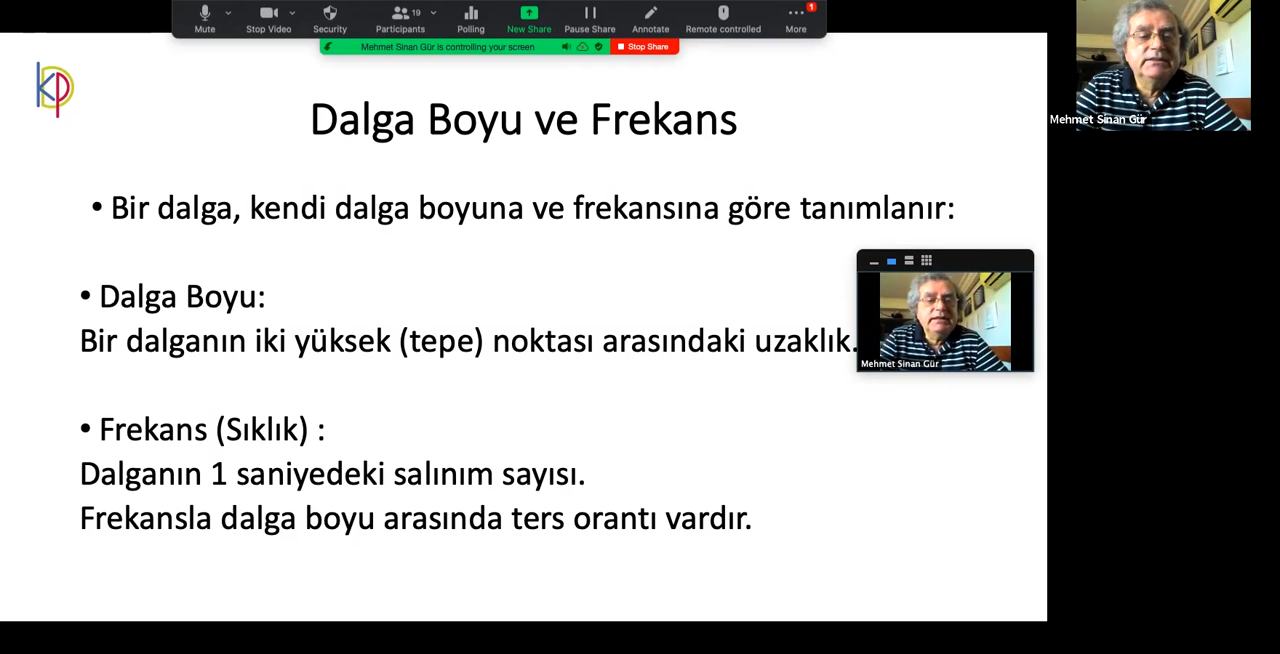 Mute
Stop Video
Security
Participants
19
Polling
New Share
Pause Share
Annotate
Remote controlled
More
1
Mehmet Sinan Gür is controlling your screen
Stop Share
kp
Mehmet Sinan Gür
Dalga Boyu ve Frekans
• Bir dalga, kendi dalga boyuna ve frekansına göre tanımlanır:
• Dalga Boyu:
Bir dalganın iki yüksek (tepe) noktası arasındaki uzaklık.
Mehmet Sinan Gür
• Frekans (Sıklık) :
Dalganın 1 saniyedeki salınım sayısı.
Frekansla dalga boyu arasında ters orantı vardır.